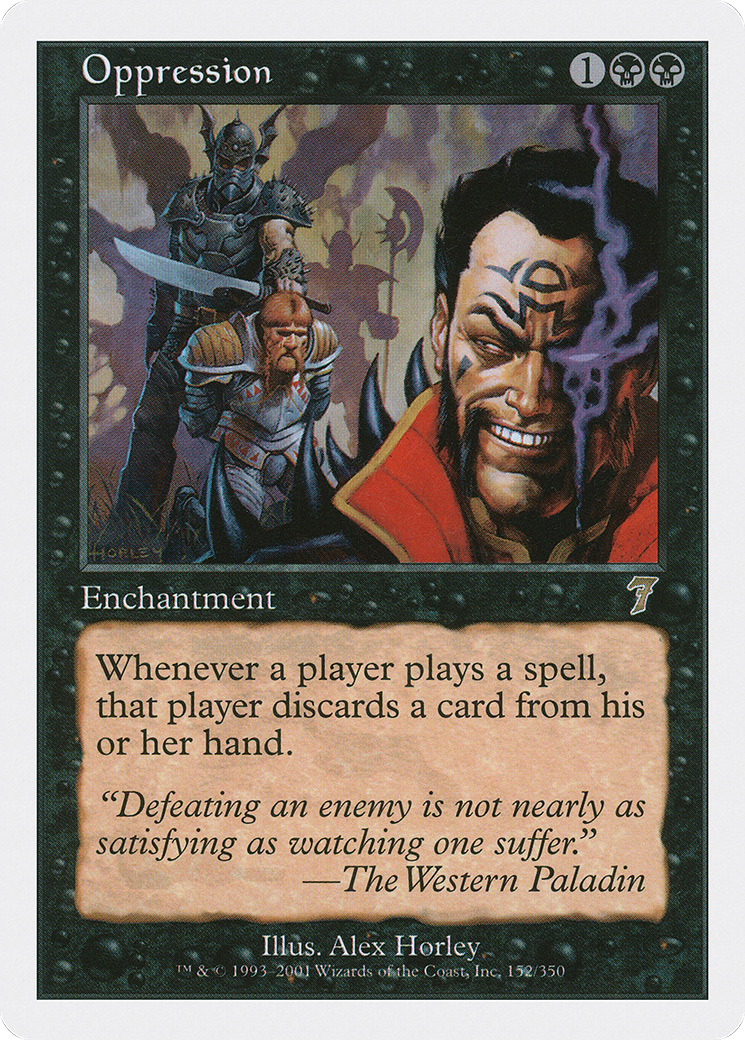 Oppression 1
HORLEY
Enchantment 7
Whenever a player plays a spell,
that player discards a card from his
or her hand.
“Defeating an enemy is not nearly as
satisfying as watching one suffer.”
—The Western Paladin
Illus. Alex Horley
™ & © 1993–2001 Wizards of the Coast, Inc. 152/350